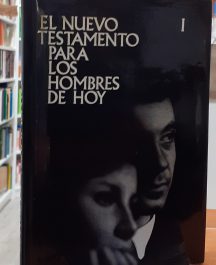 EL NUEVO I
TESTAMENTO
PARA
LOS
HOMBRES
DE HOY